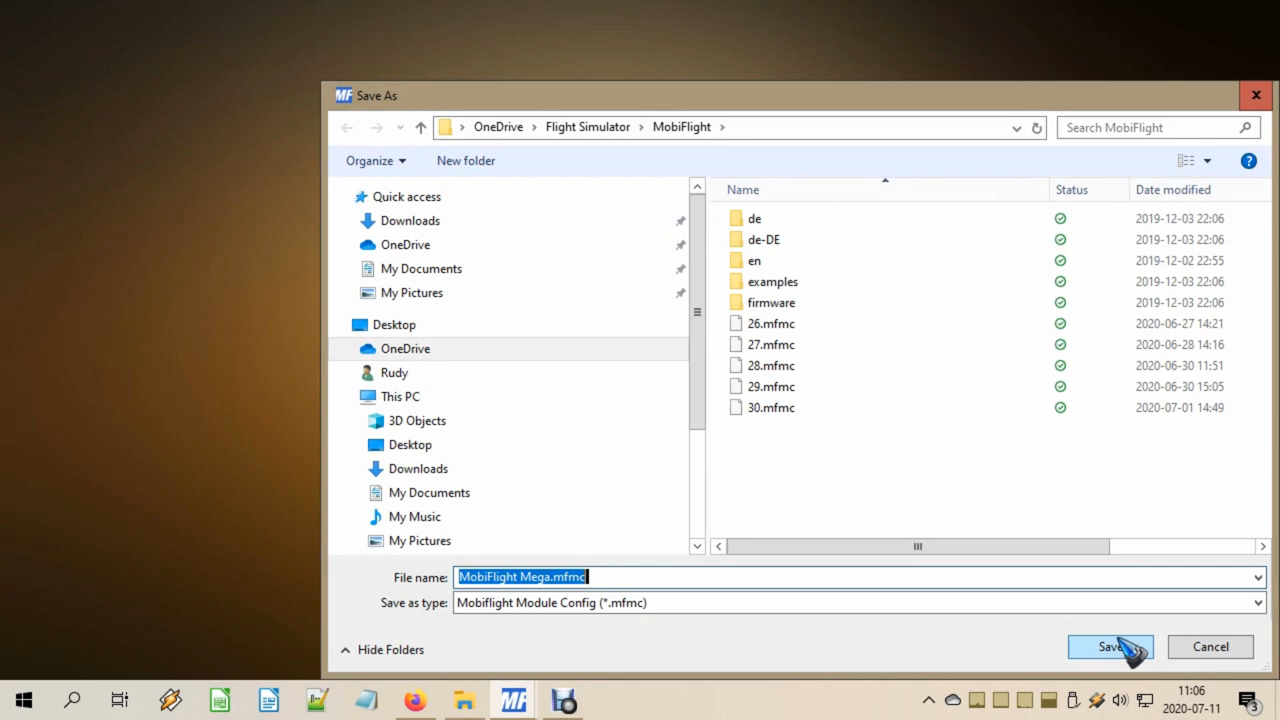 MF Save As
OneDrive Flight Simulator MobiFlight Search MobiFlight
Organize New folder
Name Status Date modified
Quick access
Downloads
OneDrive
My Documents
My Pictures
Desktop
OneDrive
Rudy
This PC
3D Objects
Desktop
Downloads
My Documents
My Music
My Pictures
de 2019-12-03 22:06
de-DE 2019-12-03 22:06
en 2019-12-02 22:55
examples 2019-12-03 22:06
firmware 2019-12-03 22:06
26.mfmc 2020-06-27 14:21
27.mfmc 2020-06-28 14:16
28.mfmc 2020-06-30 11:51
29.mfmc 2020-06-30 15:05
30.mfmc 2020-07-01 14:49
File name: MobiFlight Mega.mfmc
Save as type: Mobiflight Module Config (*.mfmc)
Hide Folders Save Cancel
MF 11:06
2020-07-11 3